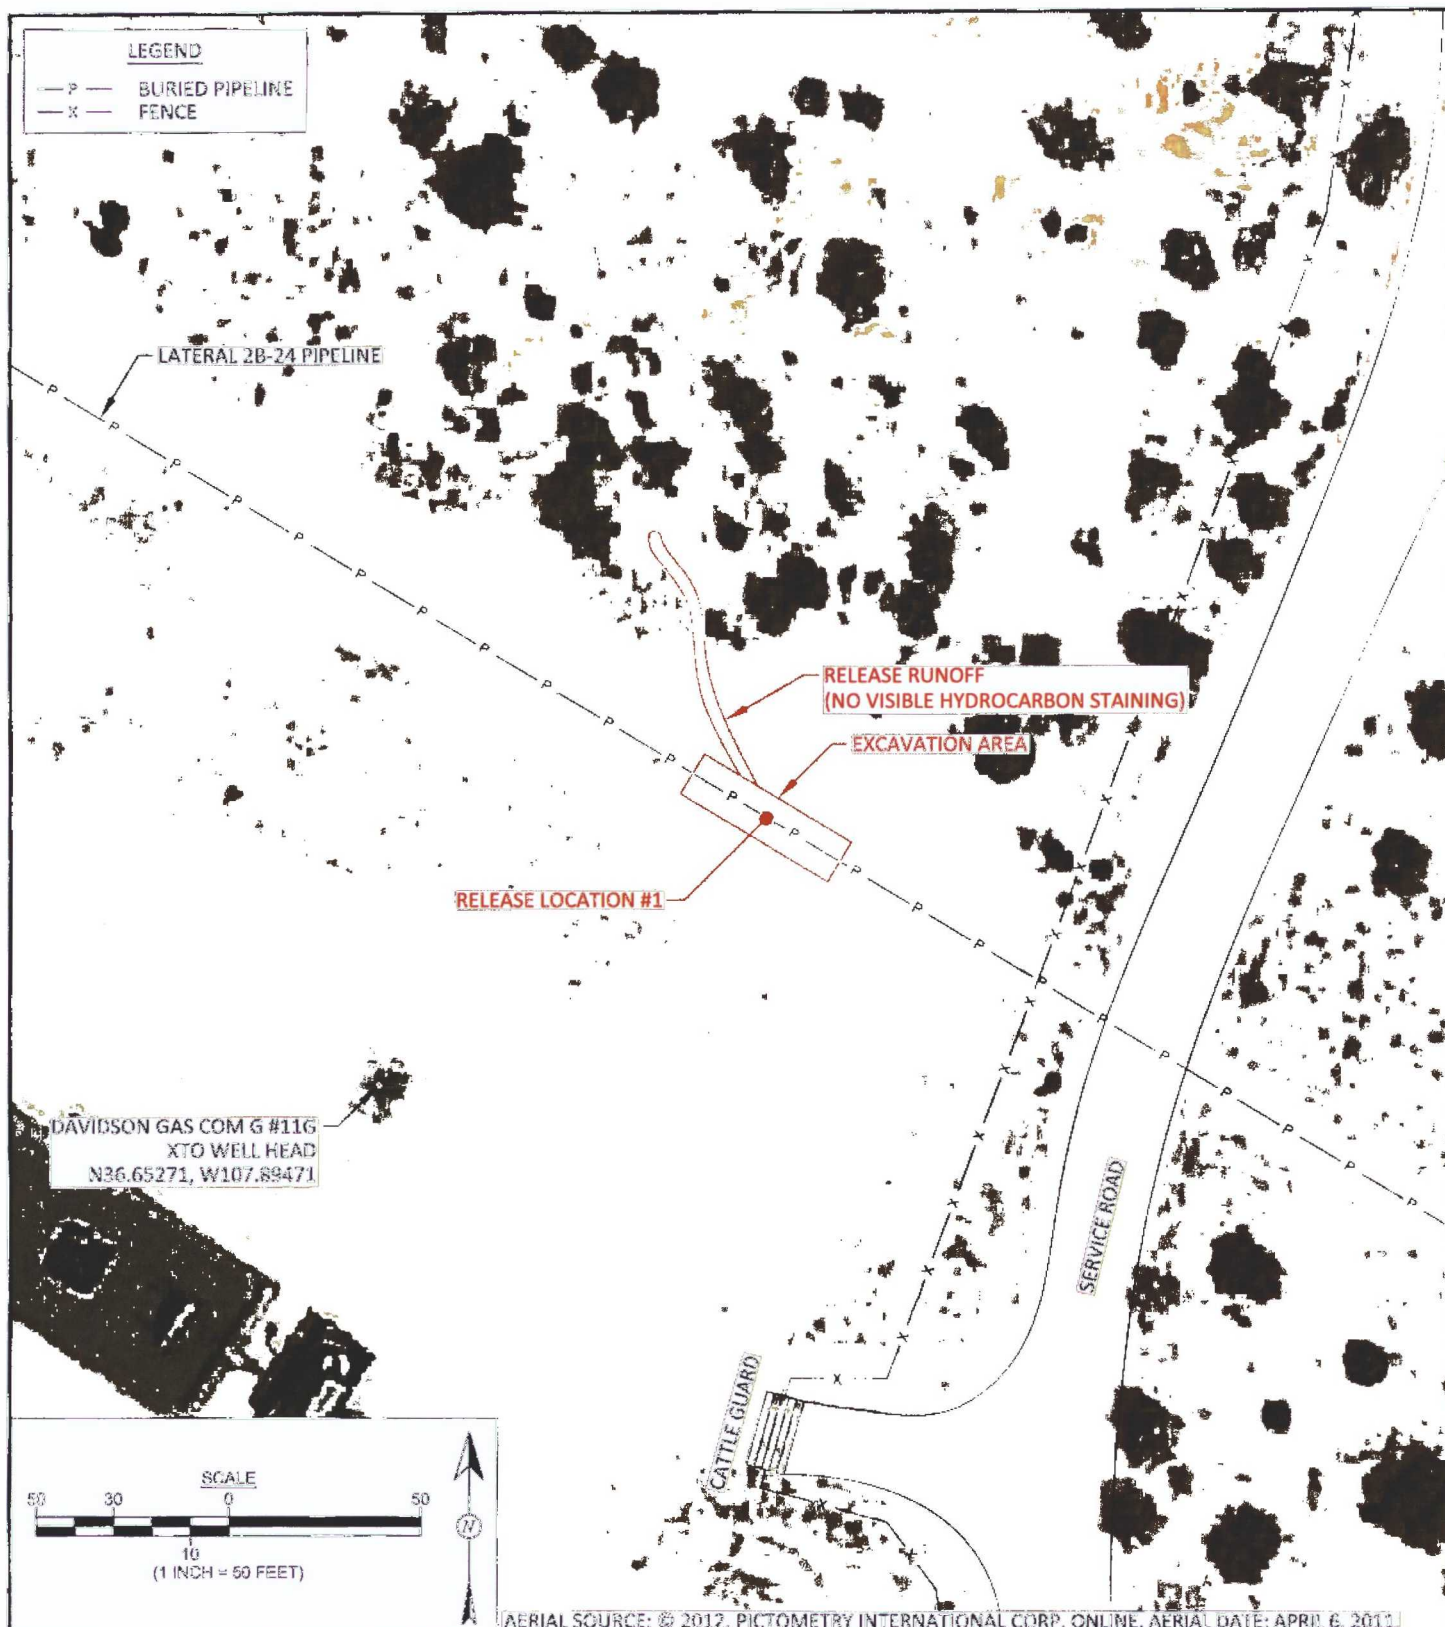 LEGEND
— P — BURIED PIPELINE
— X — FENCE
LATERAL 2B-24 PIPELINE
RELEASE RUNOFF
(NO VISIBLE HYDROCARBON STAINING)
EXCAVATION AREA
RELEASE LOCATION #1
DAVIDSON GAS COM G #11G
XTO WELL HEAD
N36.65271, W107.89471
SERVICE ROAD
CATTLE GUARD
SCALE
50 30 0 50
10
(1 INCH = 50 FEET)
N
AERIAL SOURCE: © 2012, PICTOMETRY INTERNATIONAL CORP. ONLINE, AERIAL DATE: APRIL 6, 2011